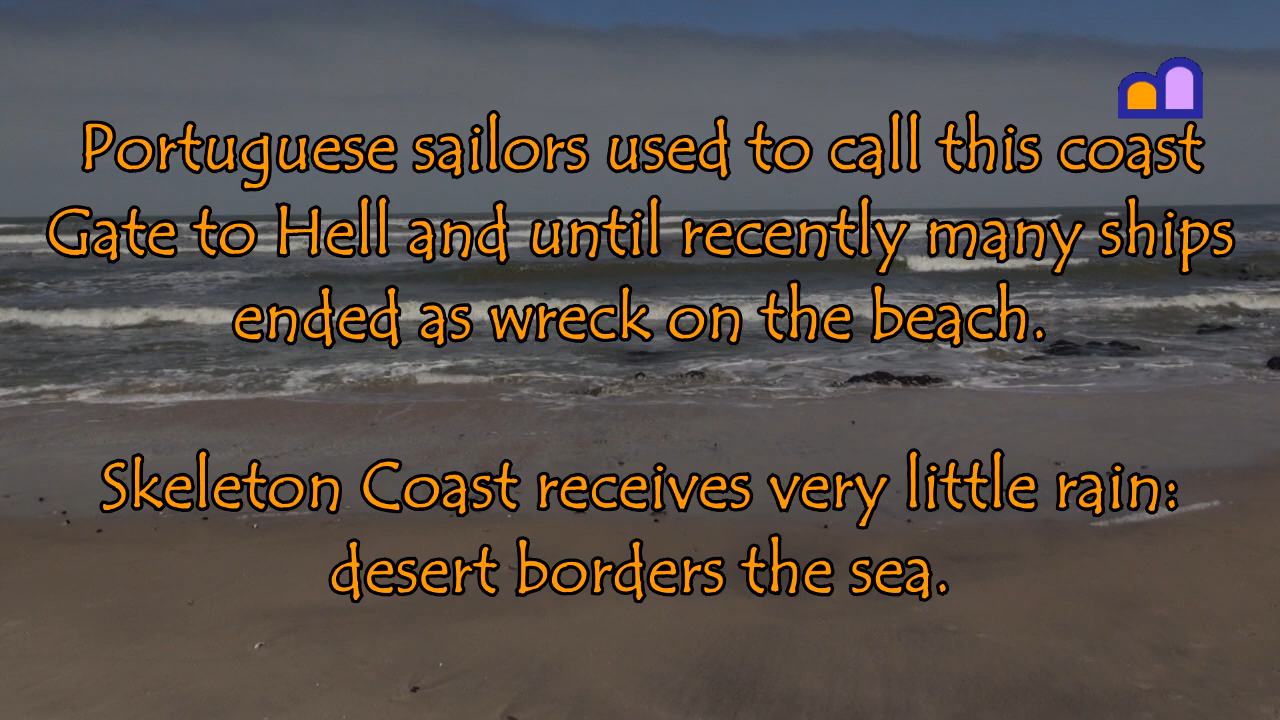 Portuguese sailors used to call this coast
Gate to Hell and until recently many ships
ended as wreck on the beach.
Skeleton Coast receives very little rain:
desert borders the sea.